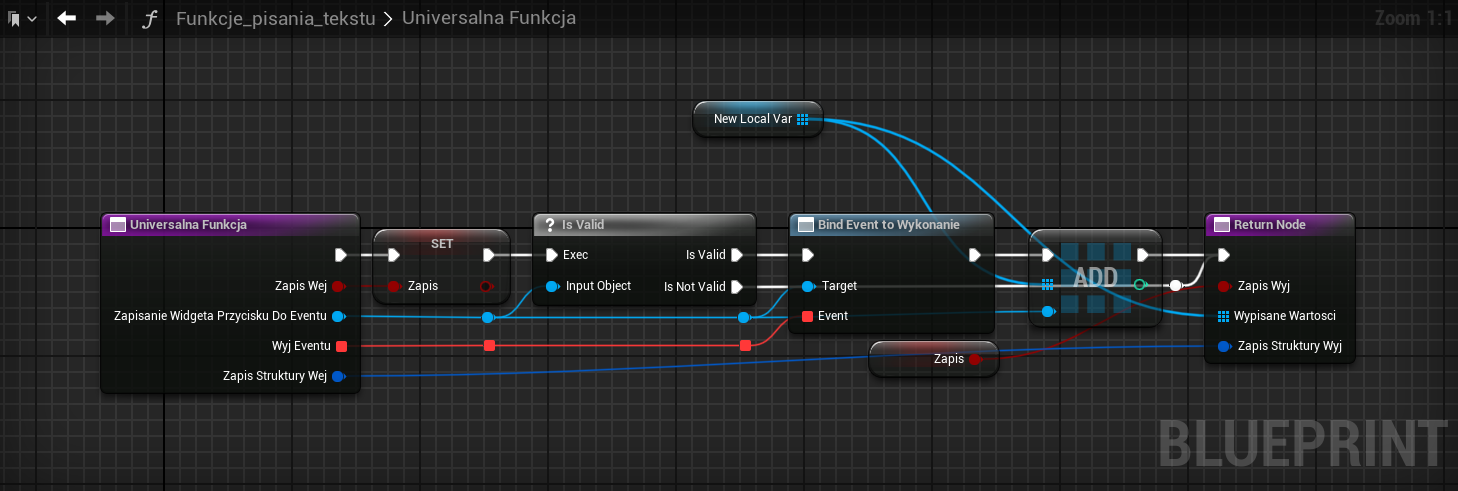 Funkcje_pisania_tekstu > Universalna Funkcja
Zoom 1:1
New Local Var
Universalna Funkcja
Zapis Wej
Zapisanie Widgeta Przycisku Do Eventu
Wyj Eventu
Zapis Struktury Wej
SET
Zapis
? Is Valid
Exec
Is Valid
Input Object
Is Not Valid
Bind Event to Wykonanie
Target
Event
Zapis
ADD
Return Node
Zapis Wyj
Wypisane Wartosci
Zapis Struktury Wyj
BLUEPRINT